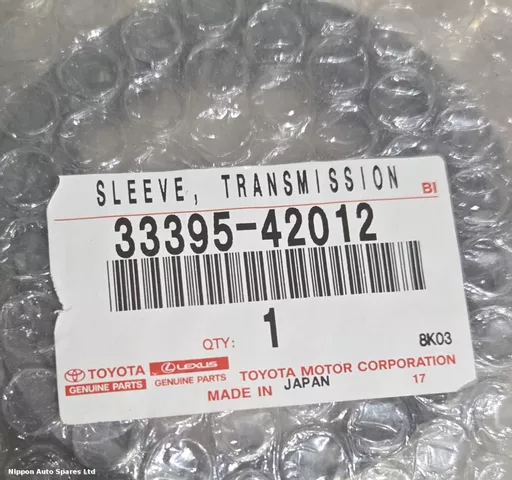 SLEEVE, TRANSMISSION
BI
33395-42012
QTY: 1
8K03
TOYOTA GENUINE PARTS
LEXUS GENUINE PARTS
TOYOTA MOTOR CORPORATION
MADE IN JAPAN 17
Nippon Auto Spares Ltd